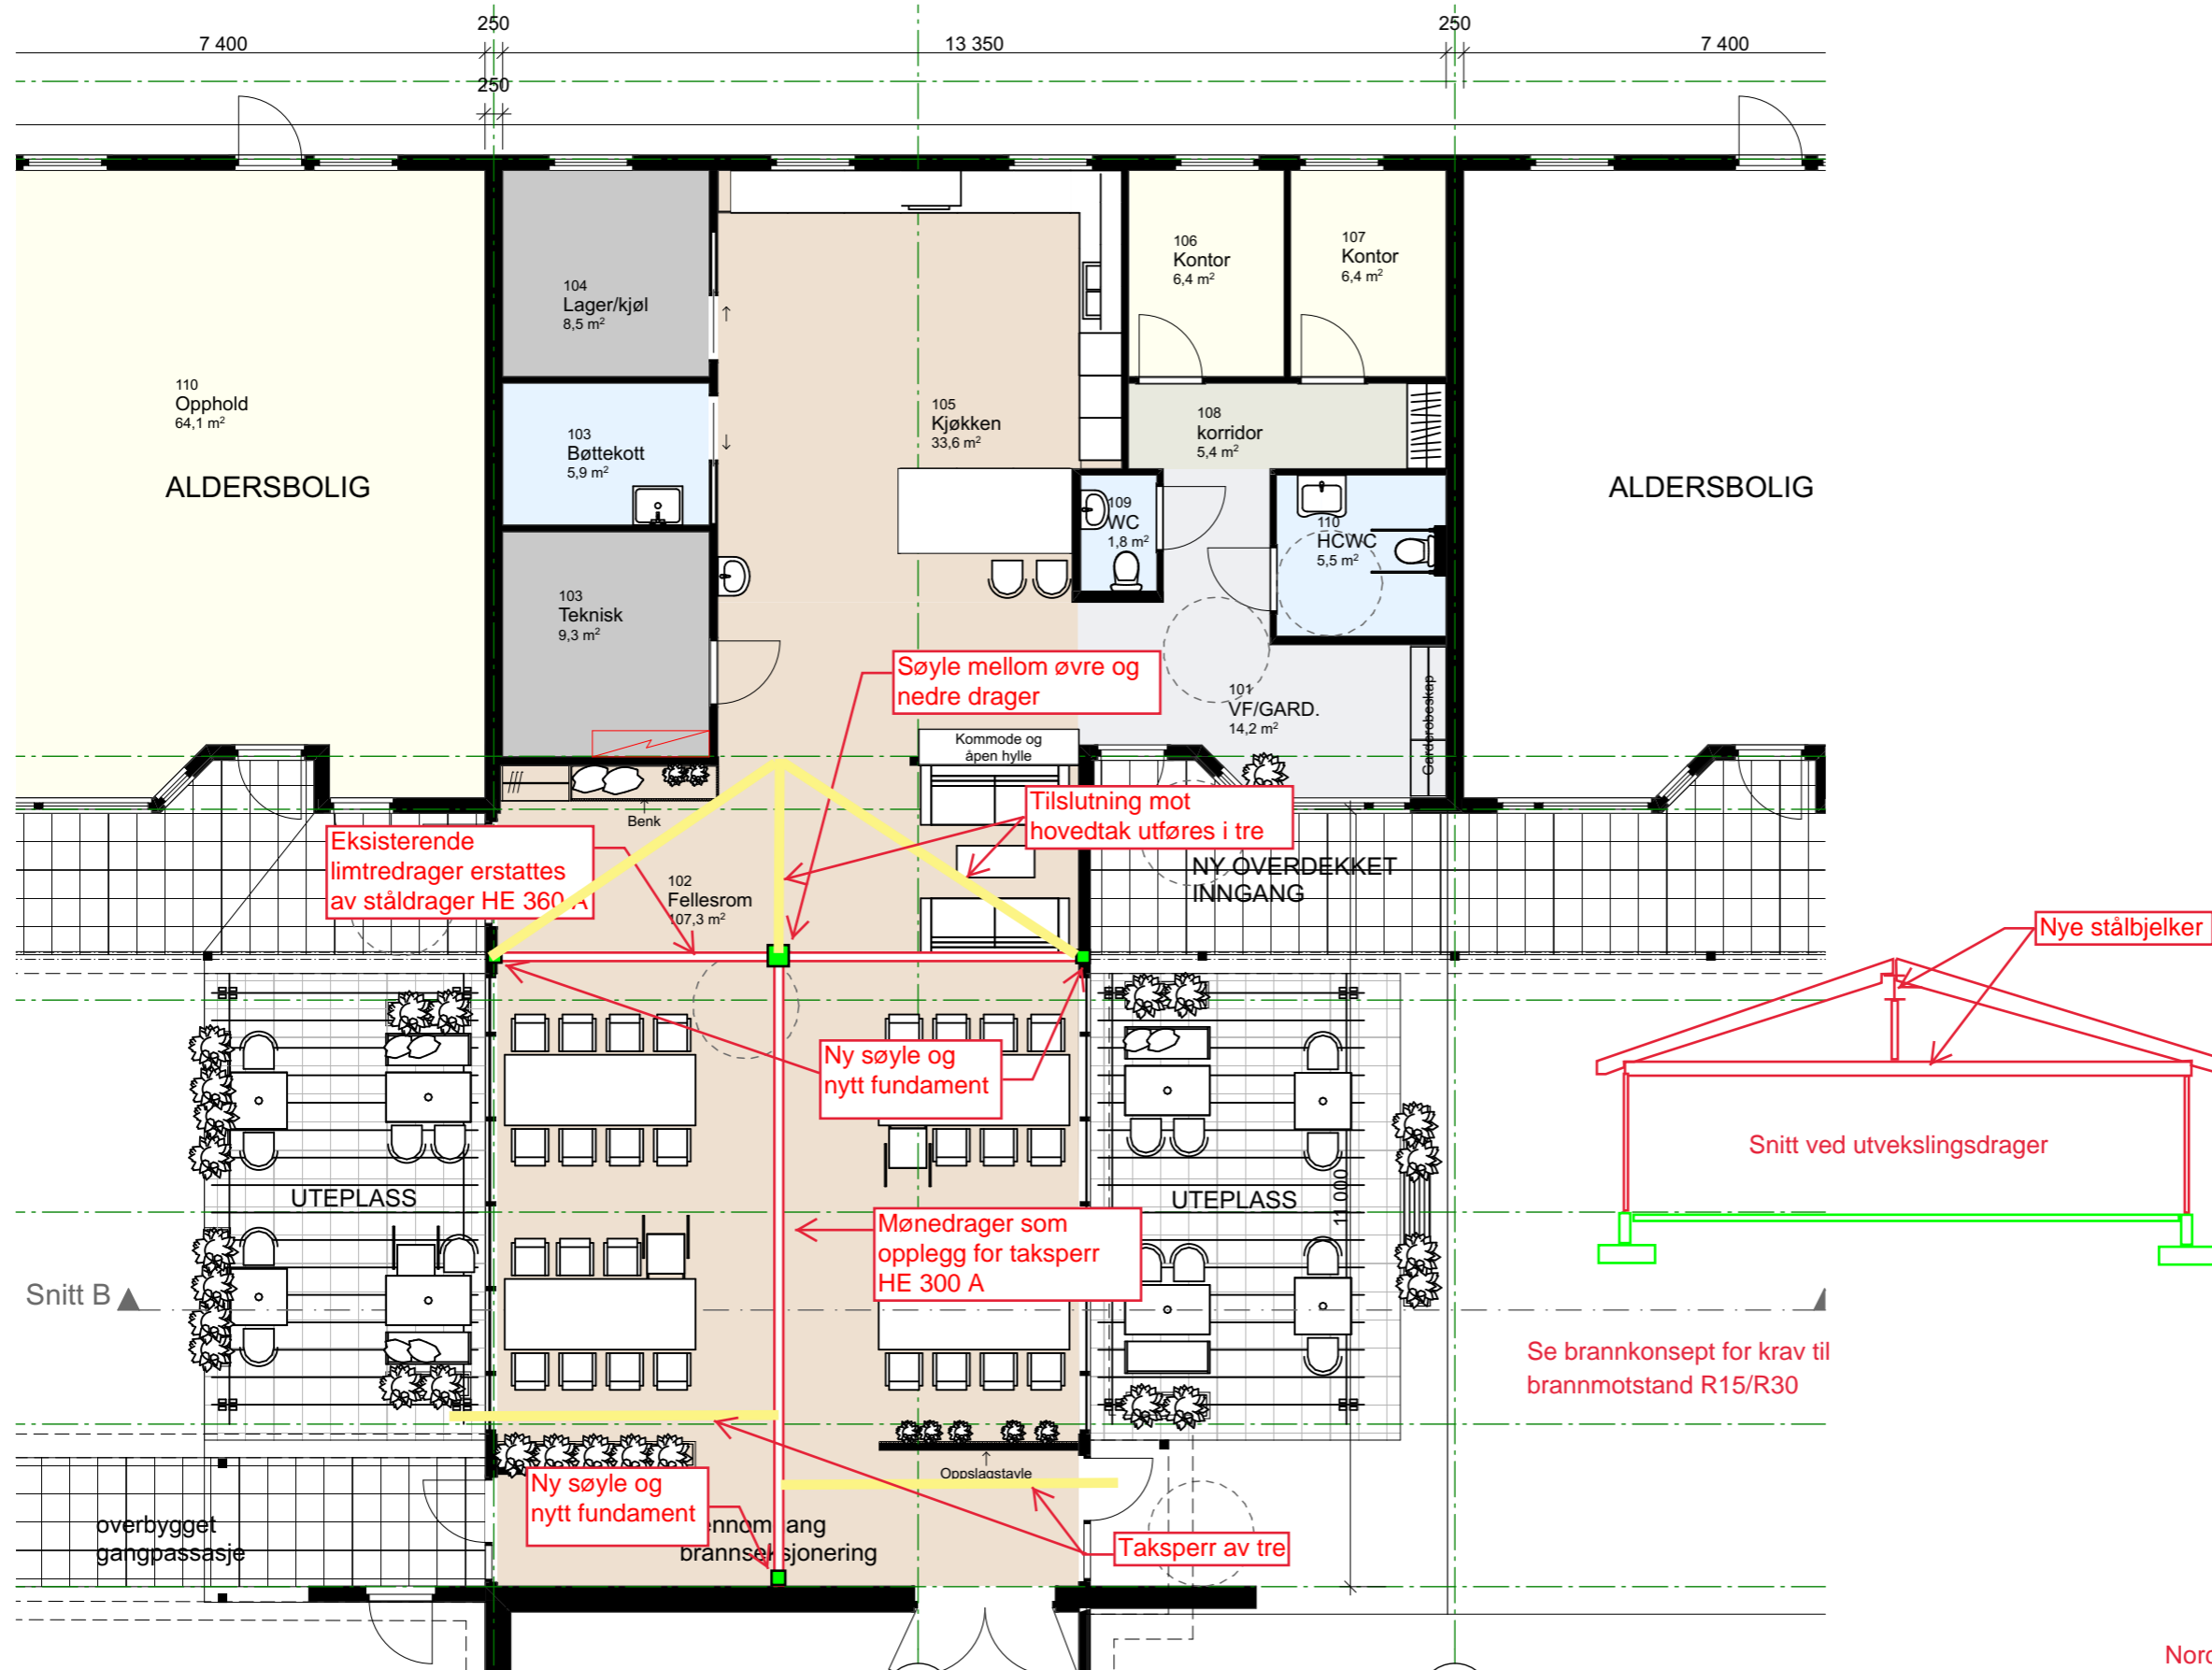 250
250
7 400
13 350
7 400
250
104
Lager/kjøl
8,5 m²
106
Kontor
6,4 m²
107
Kontor
6,4 m²
110
Opphold
64,1 m²
105
Kjøkken
33,6 m²
108
korridor
5,4 m²
103
Bøttekott
5,9 m²
ALDERSBOLIG
ALDERSBOLIG
109
WC
1,8 m²
110
HCWC
5,5 m²
103
Teknisk
9,3 m²
Søyle mellom øvre og
nedre drager
101
VF/GARD.
14,2 m²
Garderobeskap
Kommode og
åpen hylle
Benk
Tilslutning mot
hovedtak utføres i tre
Eksisterende
limtredrager erstattes
av ståldrager HE 360 A
102
Fellesrom
107,3 m²
NY OVERDEKKET
INNGANG
Nye stålbjelker
Ny søyle og
nytt fundament
Snitt ved utvekslingsdrager
UTEPLASS
UTEPLASS
11 000
Mønedrager som
opplegg for taksperr
HE 300 A
Snitt B
Se brannkonsept for krav til
brannmotstand R15/R30
Oppslagstavle
Ny søyle og
nytt fundament
overbygget
gangpassasje
ennom ang
brannseksjonering
Taksperr av tre
Nord